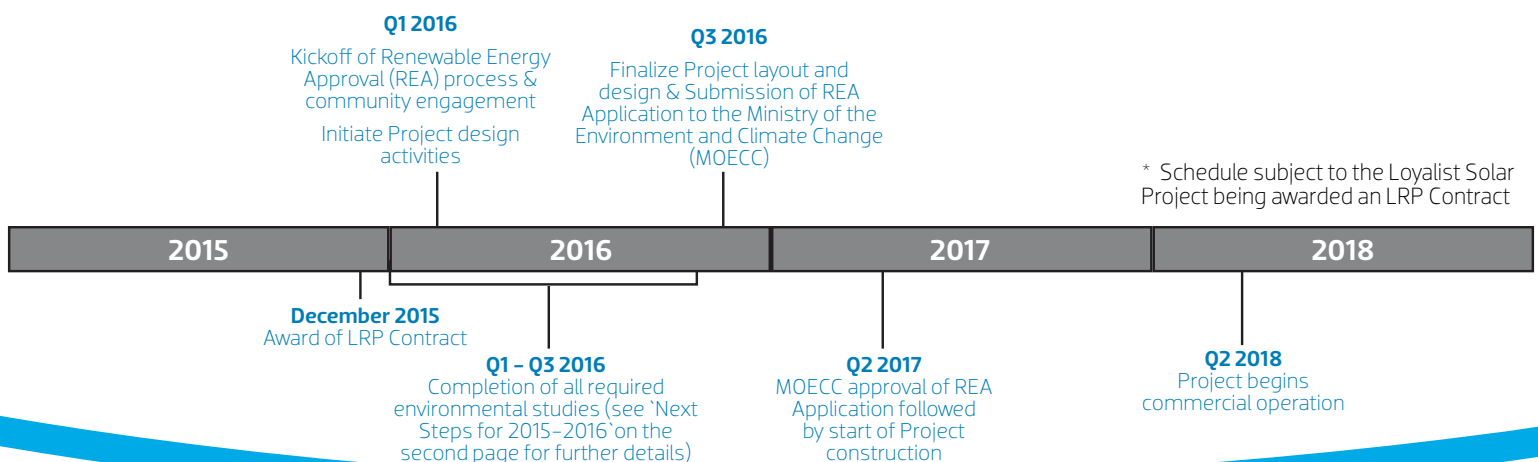 Q1 2016
Kickoff of Renewable Energy
Approval (REA) process &
community engagement
Initiate Project design
activities
Q3 2016
Finalize Project layout and
design & Submission of REA
Application to the Ministry of the
Environment and Climate Change
(MOECC)
* Schedule subject to the Loyalist Solar
Project being awarded an LRP Contract
2015
2016
2017
2018
December 2015
Award of LRP Contract
Q1 – Q3 2016
Completion of all required
environmental studies (see `Next
Steps for 2015–2016` on the
second page for further details)
Q2 2017
MOECC approval of REA
Application followed
by start of Project
construction
Q2 2018
Project begins
commercial operation